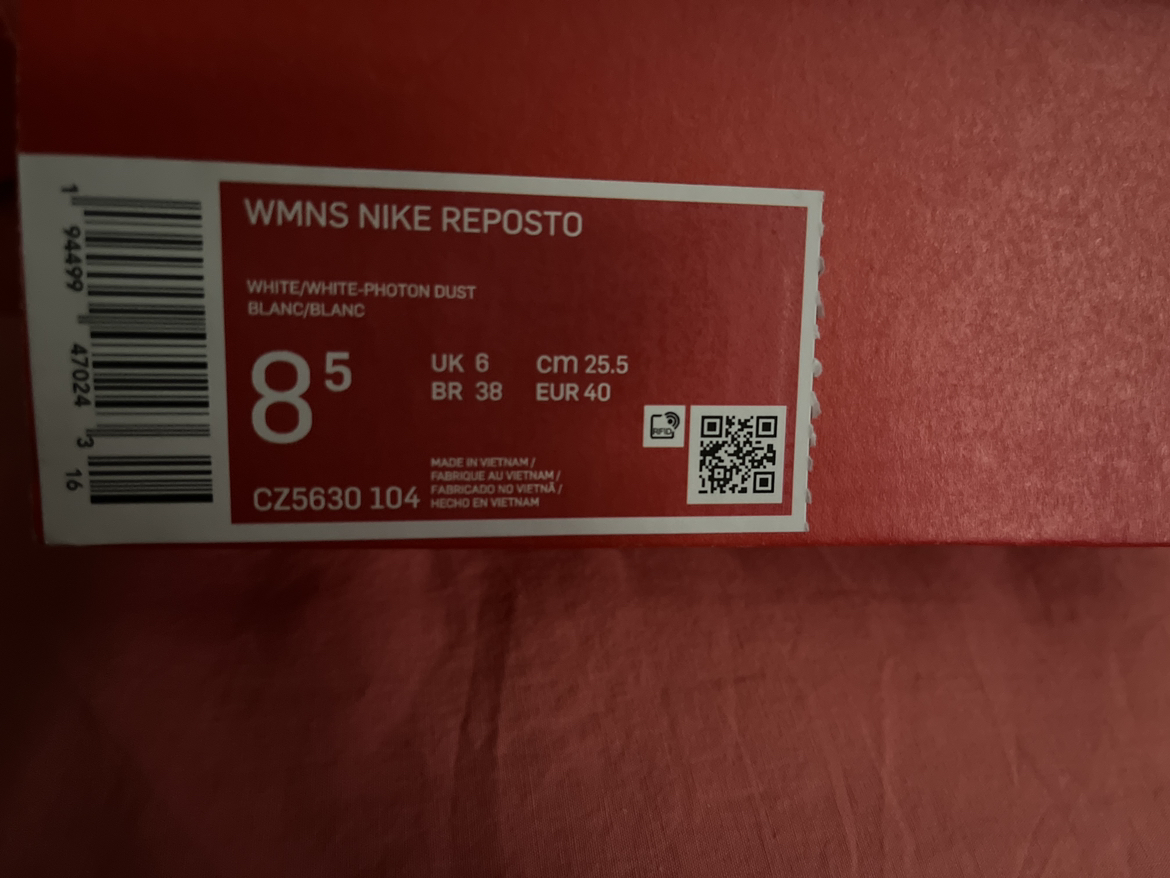 WMNS NIKE REPOSTO
WHITE/WHITE-PHOTON DUST
BLANC/BLANC
8 5
UK 6 cm 25.5
BR 38 EUR 40
RFID
MADE IN VIETNAM /
FABRIQUE AU VIETNAM /
FABRICADO NO VIETNÃ /
HECHO EN VIETNAM
CZ5630 104
1 94499 47024 3 16